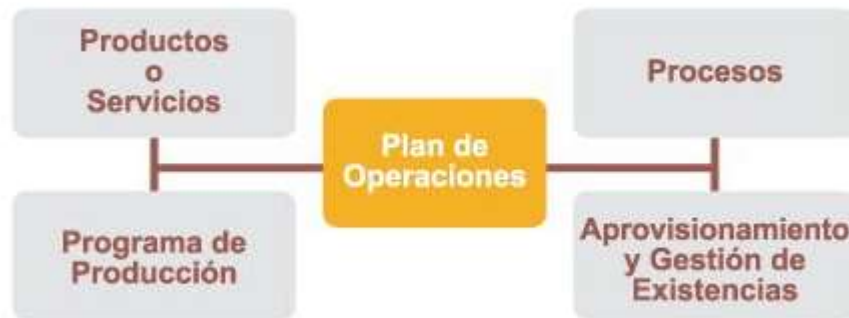 Productos
o
Servicios
Procesos
Plan de
Operaciones
Programa de
Producción
Aprovisionamiento
y Gestión de
Existencias